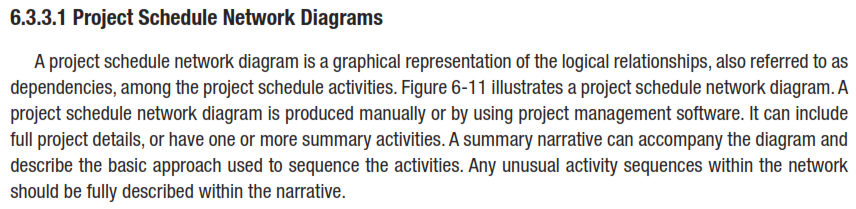 6.3.3.1 Project Schedule Network Diagrams
A project schedule network diagram is a graphical representation of the logical relationships, also referred to as
dependencies, among the project schedule activities. Figure 6-11 illustrates a project schedule network diagram. A
project schedule network diagram is produced manually or by using project management software. It can include
full project details, or have one or more summary activities. A summary narrative can accompany the diagram and
describe the basic approach used to sequence the activities. Any unusual activity sequences within the network
should be fully described within the narrative.